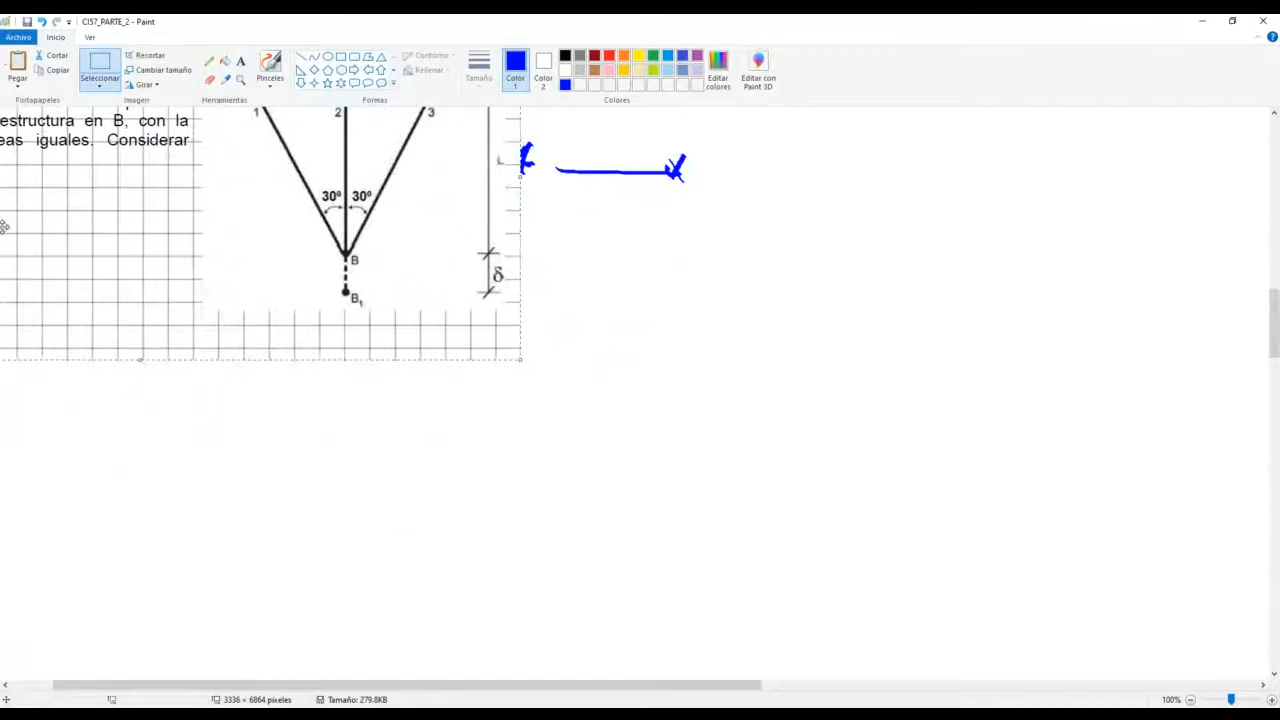 CI57_PARTE_2 - Paint
Archivo Inicio Ver
Pegar
Cortar
Copiar
Portapapeles
Seleccionar
Recortar
Cambiar tamaño
Girar
Imagen
Herramientas
Pinceles
Contorno
Rellenar
Formas
Tamaño
Color 1
Color 2
Editar colores
Editar con Paint 3D
Colores
estructura en B, con la
eas iguales. Considerar
1 2 3
L
30º 30º
B
δ
B1
3336 × 6864 píxeles
Tamaño: 279.8KB
100%